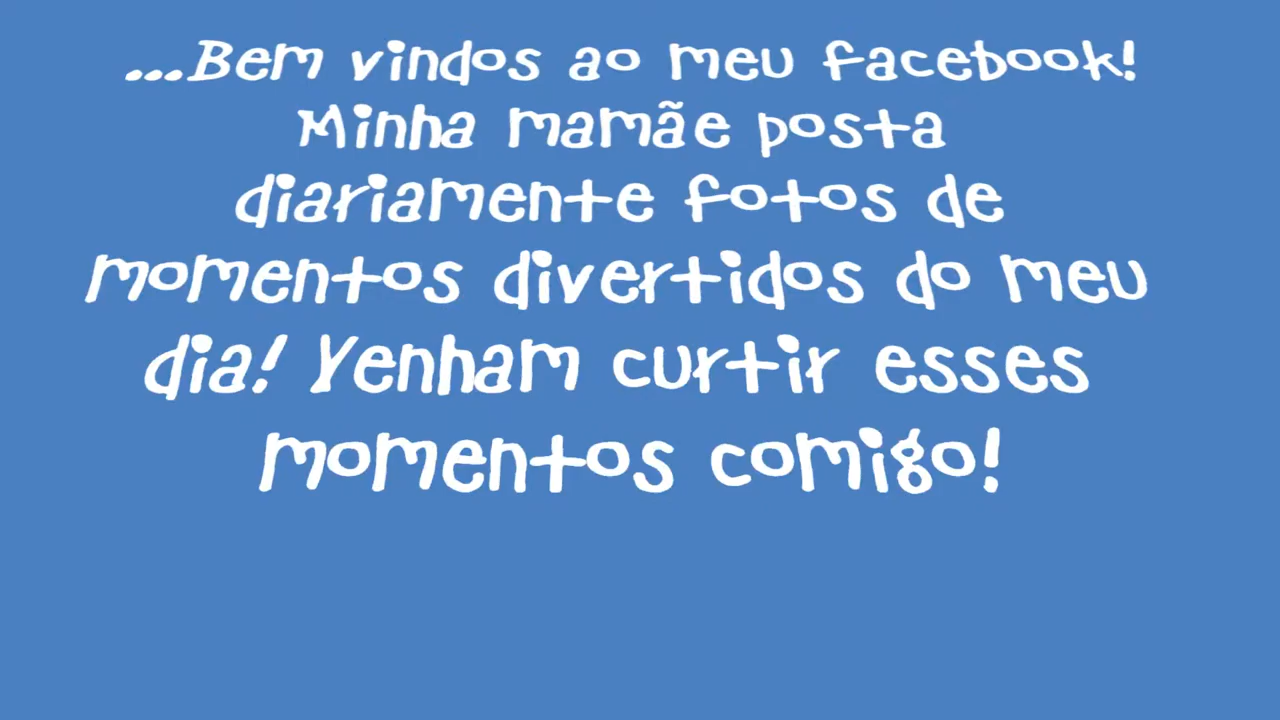 ...Bem vindos ao meu facebook!
Minha mamãe posta
diariamente fotos de
momentos divertidos do meu
dia! Venham curtir esses
momentos comigo!